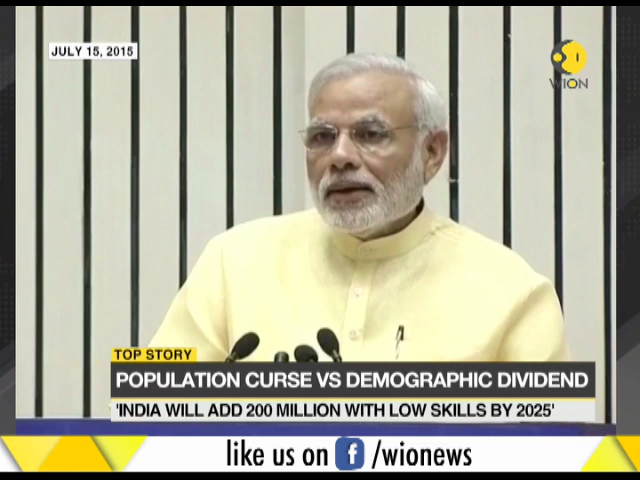 JULY 15, 2015
WION
TOP STORY
POPULATION CURSE VS DEMOGRAPHIC DIVIDEND
'INDIA WILL ADD 200 MILLION WITH LOW SKILLS BY 2025'
like us on f /wionews